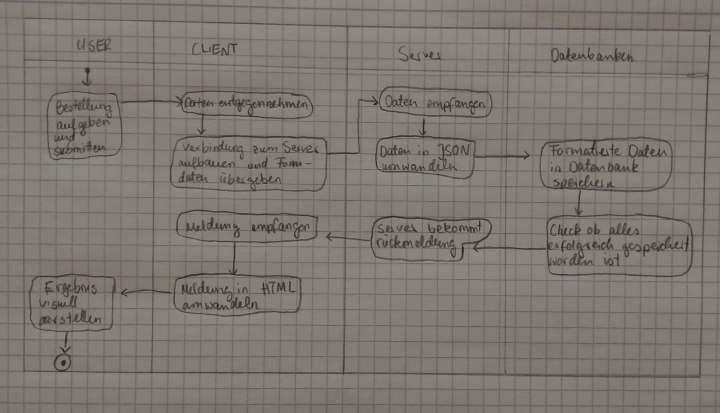 USER
CLIENT
Server
Datenbanken
Bestellung
aufgeben
und
submitten
Daten entgegennehmen
Verbindung zum Server
aufbauen und Form-
daten übergeben
Daten empfangen
Daten in JSON
umwandeln
Formatierte Daten
in Datenbank
speichern
Check ob alles
erfolgreich gespeichert
worden ist
Server bekommt
rückmeldung
Meldung empfangen
Meldung in HTML
umwandeln
Ergebnis
visuell
darstellen